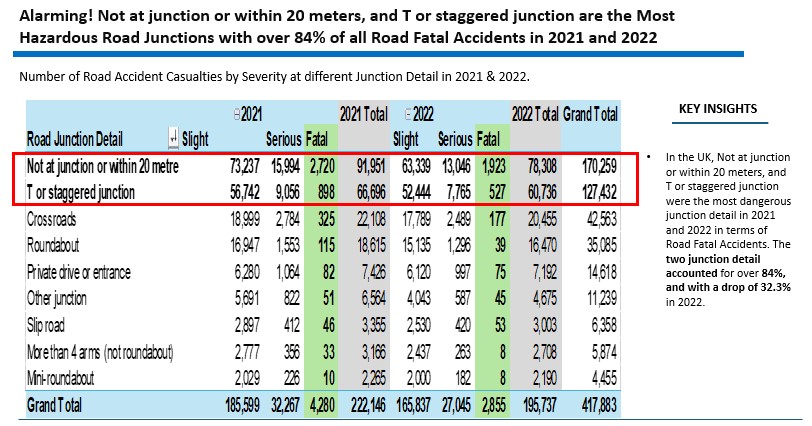 Alarming! Not at junction or within 20 meters, and T or staggered junction are the Most
Hazardous Road Junctions with over 84% of all Road Fatal Accidents in 2021 and 2022
Number of Road Accident Casualties by Severity at different Junction Detail in 2021 & 2022.
2021 2021 Total 2022 2022 Total Grand Total
Road Junction Detail Slight Serious Fatal Slight Serious Fatal
Not at junction or within 20 metre 73,237 15,994 2,720 91,951 63,339 13,046 1,923 78,308 170,259
T or staggered junction 56,742 9,056 898 66,696 52,444 7,765 527 60,736 127,432
Crossroads 18,999 2,784 325 22,108 17,789 2,489 177 20,455 42,563
Roundabout 16,947 1,553 115 18,615 15,135 1,296 39 16,470 35,085
Private drive or entrance 6,280 1,064 82 7,426 6,120 997 75 7,192 14,618
Other junction 5,691 822 51 6,564 4,043 587 45 4,675 11,239
Slip road 2,897 412 46 3,355 2,530 420 53 3,003 6,358
More than 4 arms (not roundabout) 2,777 356 33 3,166 2,437 263 8 2,708 5,874
Mini-roundabout 2,029 226 10 2,265 2,000 182 8 2,190 4,455
Grand Total 185,599 32,267 4,280 222,146 165,837 27,045 2,855 195,737 417,883
KEY INSIGHTS
• In the UK, Not at junction
or within 20 meters, and
T or staggered junction
were the most dangerous
junction detail in 2021
and 2022 in terms of
Road Fatal Accidents. The
two junction detail
accounted for over 84%,
and with a drop of 32.3%
in 2022.